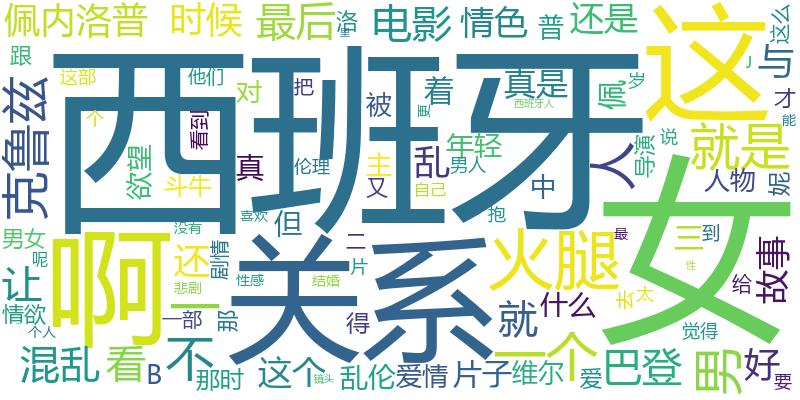 佩内洛普
时候
最后
洛
里
电影
情色
普
还是
这
这么
跟
这部
他们
个
看到
克鲁兹
西班牙
对
把
被
着
真是
要
西班牙人
佩
岁
与
J
才
能
欲望
斗牛
真
伦理
主
乱
年轻
男人
又
自己
中
人
导演
说
就是
人物
妮
男女
呢
没有
喜欢
但
抱
女
啊
还
剧情
关系
二
片
火腿
最
三
到
性
故事
让
情欲
个人
一
悲剧
一部
那
性感
结婚
得
就
什么
去
太
给
觉得
混乱
看
B
不
那时
这个
镜头
乱伦
爱情
片子
一个
维尔
爱
巴登
男
好
要